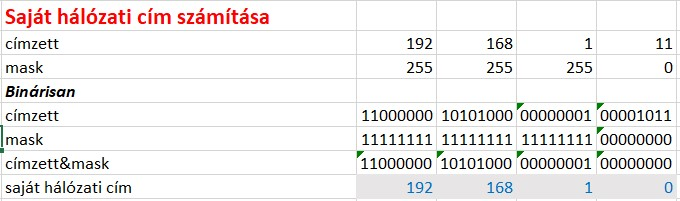 Saját hálózati cím számítása
címzett 192 168 1 11
mask 255 255 255 0
Binárisan
címzett 11000000 10101000 00000001 00001011
mask 11111111 11111111 11111111 00000000
címzett&mask 11000000 10101000 00000001 00000000
saját hálózati cím 192 168 1 0